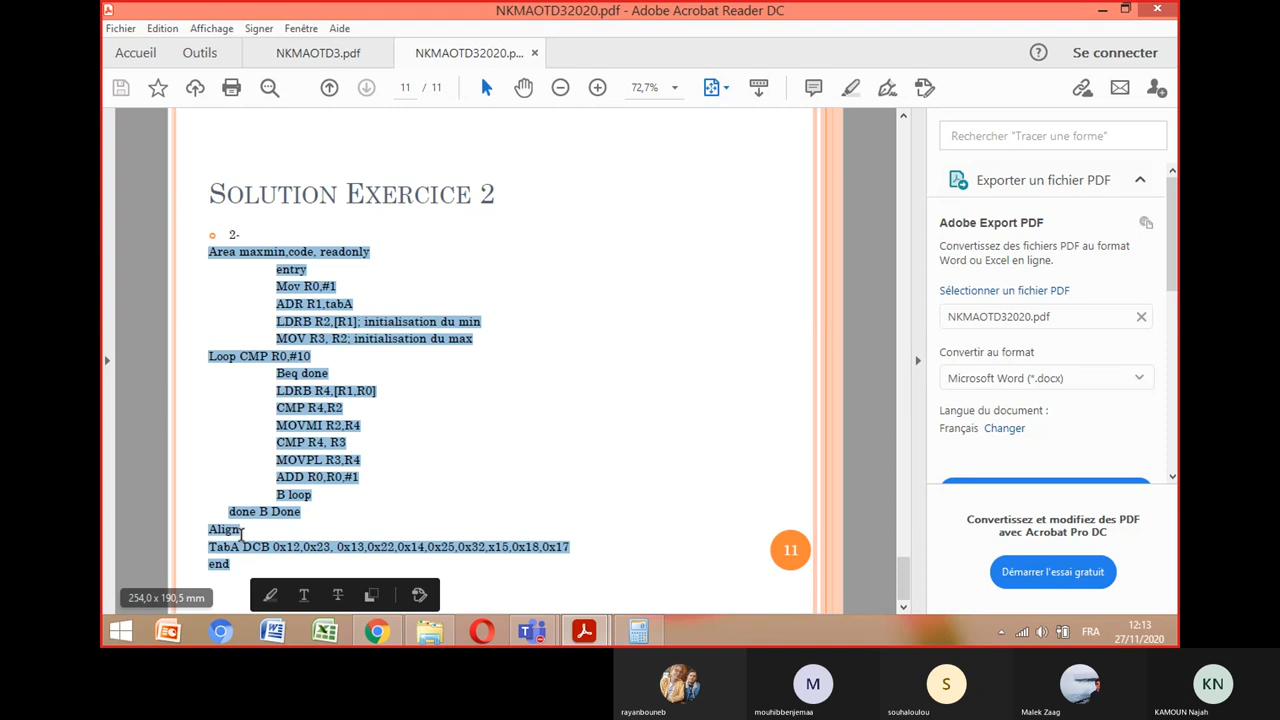 NKMAOTD32020.pdf - Adobe Acrobat Reader DC
Fichier Edition Affichage Signer Fenêtre Aide
Accueil Outils NKMAOTD3.pdf NKMAOTD32020.p... × Se connecter
11 / 11 72,7%
SOLUTION EXERCICE 2
2-
Area maxmin,code, readonly
entry
Mov R0,#1
ADR R1,tabA
LDRB R2,[R1]; initialisation du min
MOV R3, R2; initialisation du max
Loop CMP R0,#10
Beq done
LDRB R4,[R1,R0]
CMP R4,R2
MOVMI R2,R4
CMP R4, R3
MOVPL R3,R4
ADD R0,R0,#1
B loop
done B Done
Align
TabA DCB 0x12,0x23, 0x13,0x22,0x14,0x25,0x32,x15,0x18,0x17
end
11
254,0 x 190,5 mm
Rechercher "Tracer une forme"
Exporter un fichier PDF
Adobe Export PDF
Convertissez des fichiers PDF au format
Word ou Excel en ligne.
Sélectionner un fichier PDF
NKMAOTD32020.pdf
Convertir au format
Microsoft Word (*.docx)
Langue du document :
Français Changer
Convertissez et modifiez des PDF
avec Acrobat Pro DC
Démarrer l'essai gratuit
FRA
12:13
27/11/2020
M S KN
rayanbouneb mouhibbenjemaa souhaloulou Malek Zaag KAMOUN Najah